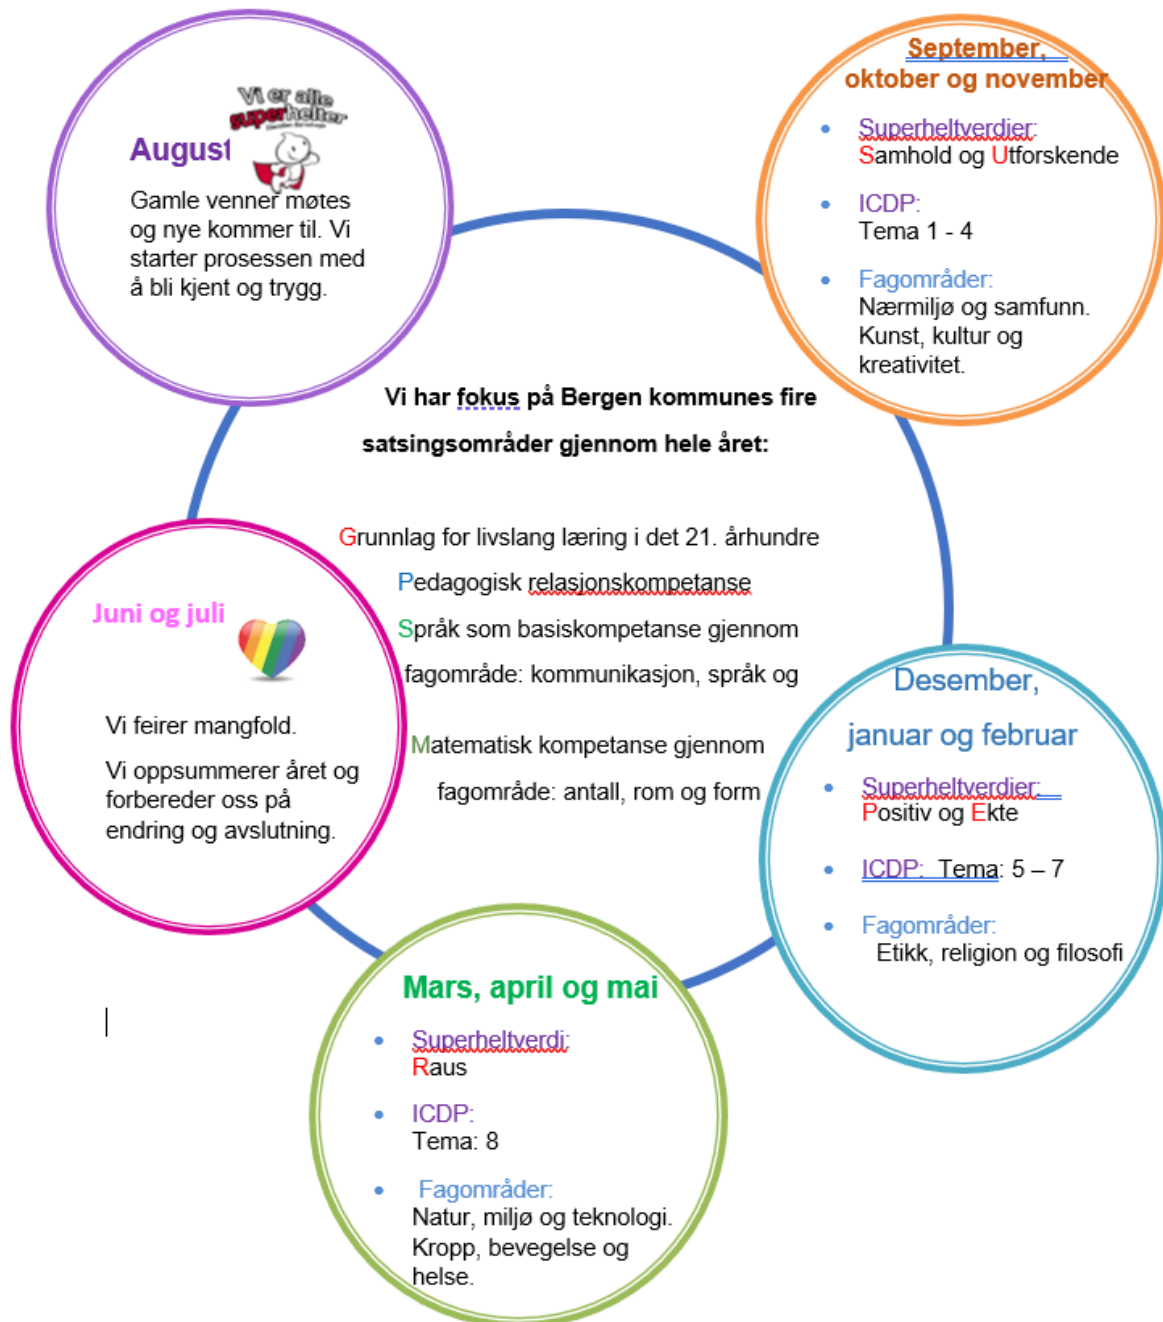 Vi er alle
superhelter
August
Gamle venner møtes
og nye kommer til. Vi
starter prosessen med
å bli kjent og trygg.
September,
oktober og november
Superheltverdier:
Samhold og Utforskende
ICDP:
Tema 1 - 4
Fagområder:
Nærmiljø og samfunn.
Kunst, kultur og
kreativitet.
Vi har fokus på Bergen kommunes fire
satsingsområder gjennom hele året:
Grunnlag for livslang læring i det 21. århundre
Pedagogisk relasjonskompetanse
Språk som basiskompetanse gjennom
fagområde: kommunikasjon, språk og
Matematisk kompetanse gjennom
fagområde: antall, rom og form
Desember,
januar og februar
Superheltverdier:
Positiv og Ekte
ICDP: Tema: 5 – 7
Fagområder:
Etikk, religion og filosofi
Mars, april og mai
Superheltverdi:
Raus
ICDP:
Tema: 8
Fagområder:
Natur, miljø og teknologi.
Kropp, bevegelse og
helse.
Juni og juli
Vi feirer mangfold.
Vi oppsummerer året og
forbereder oss på
endring og avslutning.